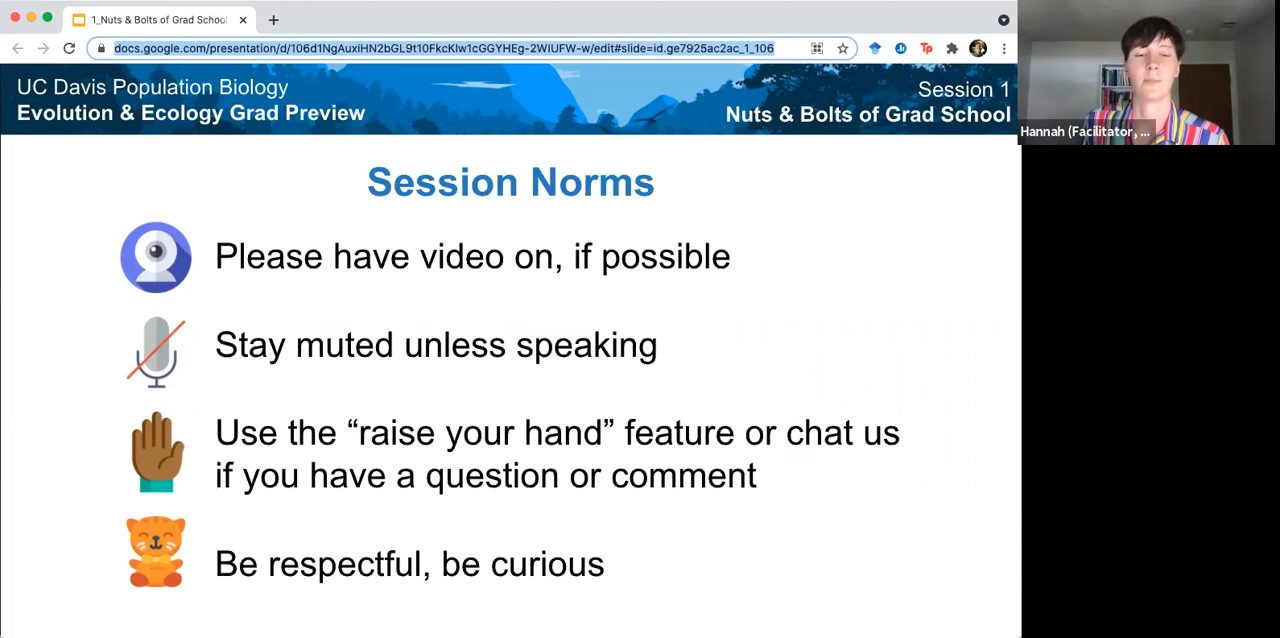 1_Nuts & Bolts of Grad School
docs.google.com/presentation/d/106d1NgAuxiHN2bGL9t10FkcKlw1cGGYHEg-2WIUFW-w/edit#slide=id.ge7925ac2ac_1_106
Tp
UC Davis Population Biology
Evolution & Ecology Grad Preview
Session 1
Nuts & Bolts of Grad School
Hannah (Facilitator, ...
Session Norms
Please have video on, if possible
Stay muted unless speaking
Use the “raise your hand” feature or chat us
if you have a question or comment
Be respectful, be curious